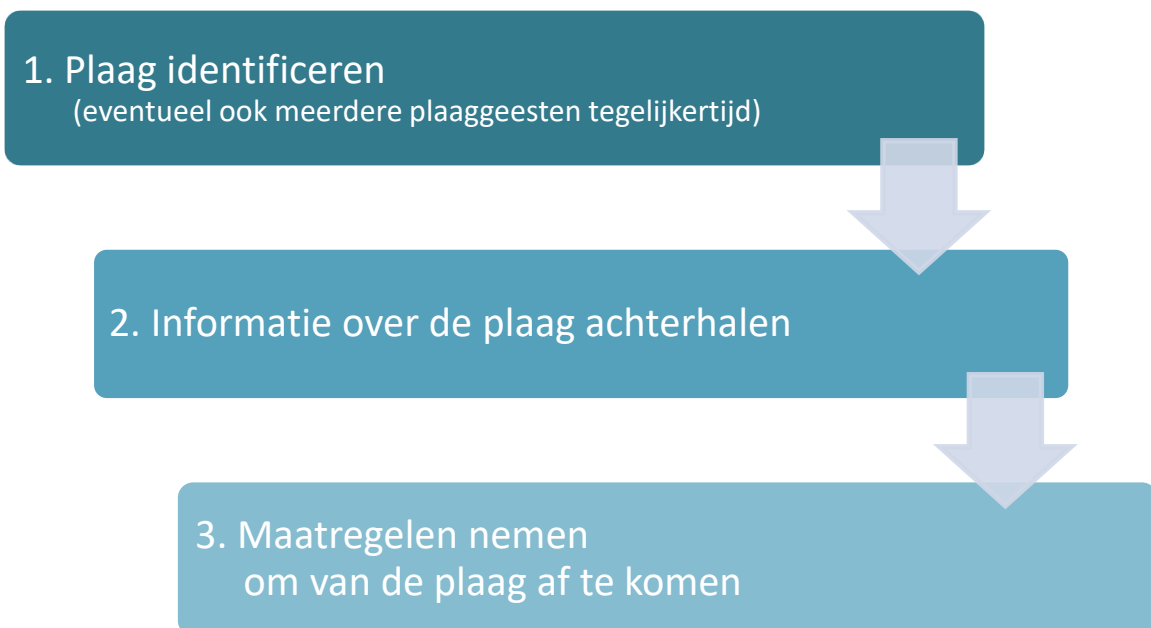 1. Plaag identificeren
(eventueel ook meerdere plaaggeesten tegelijkertijd)
2. Informatie over de plaag achterhalen
3. Maatregelen nemen
om van de plaag af te komen